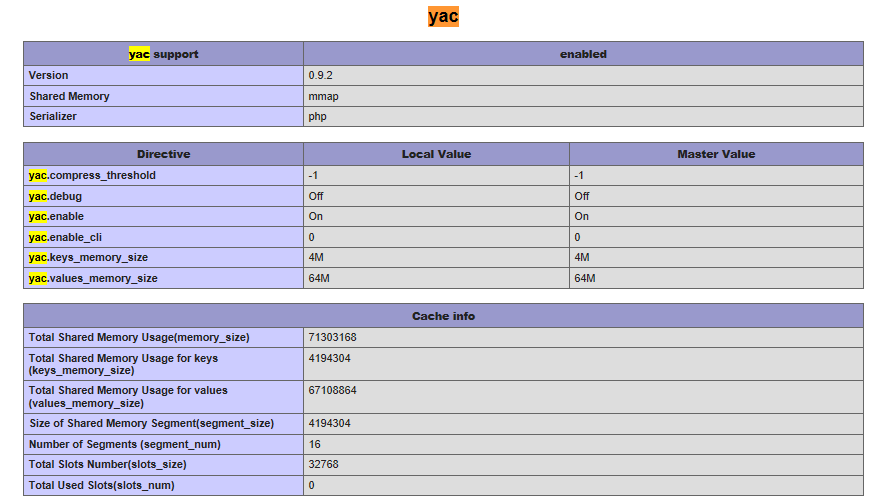 yac
yac support enabled
Version 0.9.2
Shared Memory mmap
Serializer php
Directive Local Value Master Value
yac.compress_threshold -1 -1
yac.debug Off Off
yac.enable On On
yac.enable_cli 0 0
yac.keys_memory_size 4M 4M
yac.values_memory_size 64M 64M
Cache info
Total Shared Memory Usage(memory_size) 71303168
Total Shared Memory Usage for keys 4194304
(keys_memory_size)
Total Shared Memory Usage for values 67108864
(values_memory_size)
Size of Shared Memory Segment(segment_size) 4194304
Number of Segments (segment_num) 16
Total Slots Number(slots_size) 32768
Total Used Slots(slots_num) 0